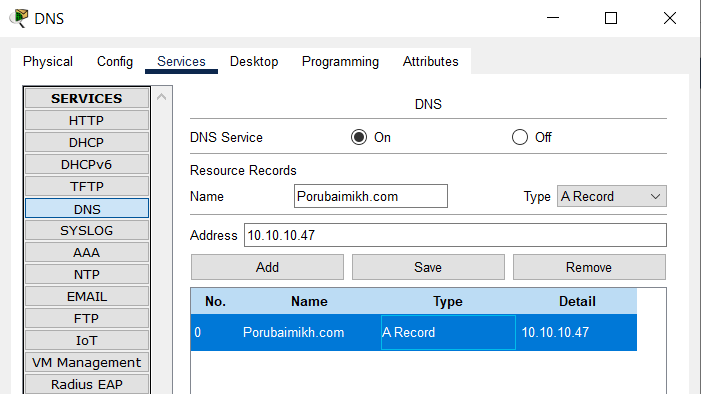 DNS
Physical Config Services Desktop Programming Attributes
SERVICES
HTTP
DHCP
DHCPv6
TFTP
DNS
SYSLOG
AAA
NTP
EMAIL
FTP
IoT
VM Management
Radius EAP
DNS
DNS Service On Off
Resource Records
Name Porubaimikh.com Type A Record
Address 10.10.10.47
Add Save Remove
No. Name Type Detail
0 Porubaimikh.com A Record 10.10.10.47